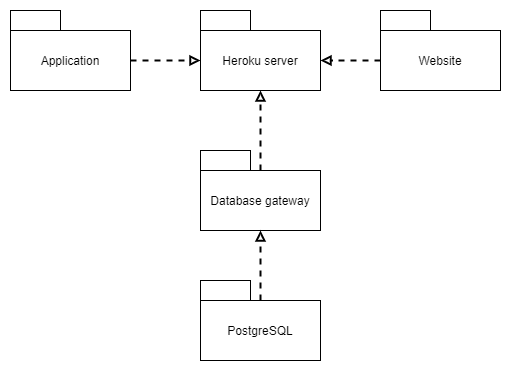 Application
Heroku server
Website
Database gateway
PostgreSQL